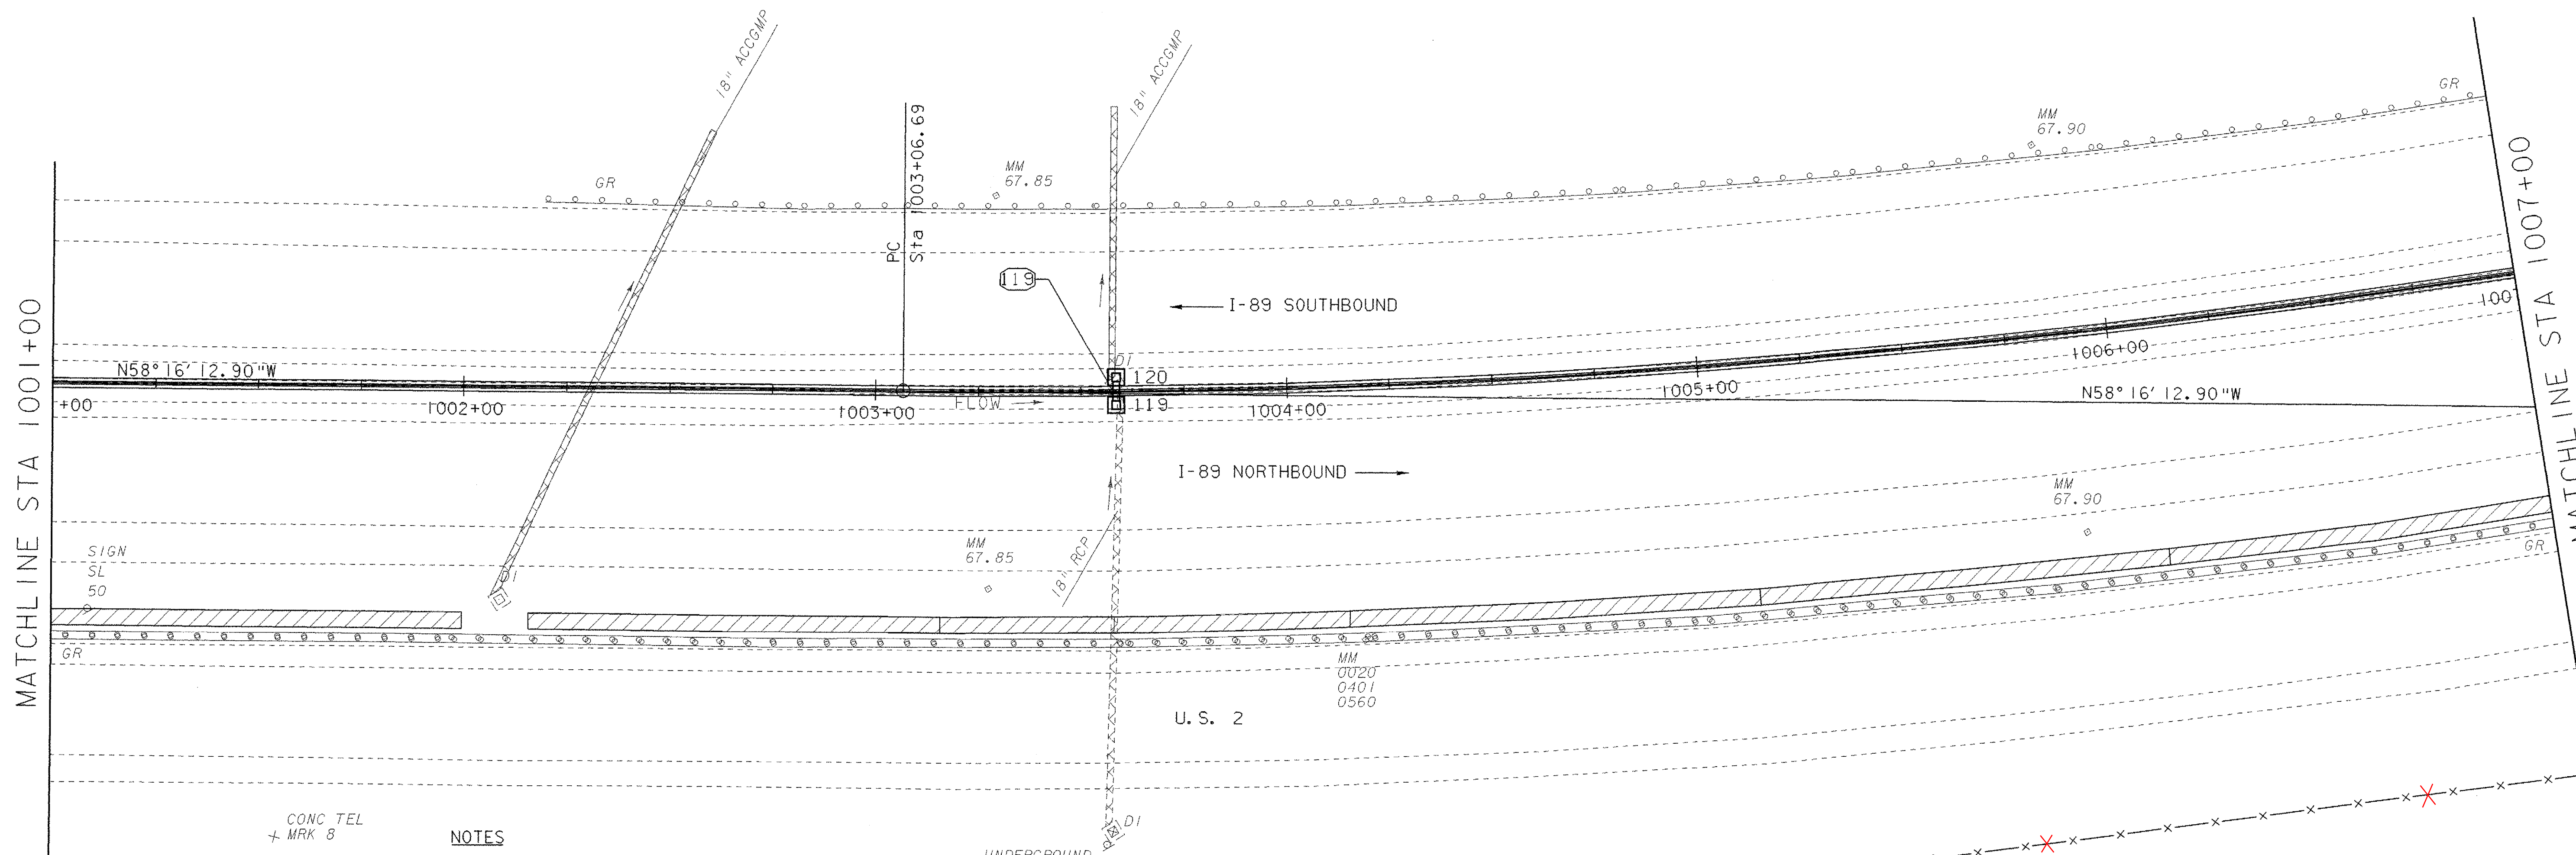 18" ACCGMP
18" ACCGMP
GR
MM
67.90
PC
Sta 1003+06.69
MM
67.85
GR
MATCHLINE STA 1007+00
119
I-89 SOUTHBOUND
MATCHLINE STA 1001+00
N58°16'12.90"W
+00
1002+00
1003+00
FLOW
DI
120
119
1004+00
1005+00
1006+00
100
N58°16'12.90"W
I-89 NORTHBOUND
MM
67.90
SIGN
SL
50
DI
MM
67.85
18" RCP
GR
GR
MM
0020
0401
0560
U.S. 2
CONC TEL
MRK 8
NOTES
DI
UNDERGROUND